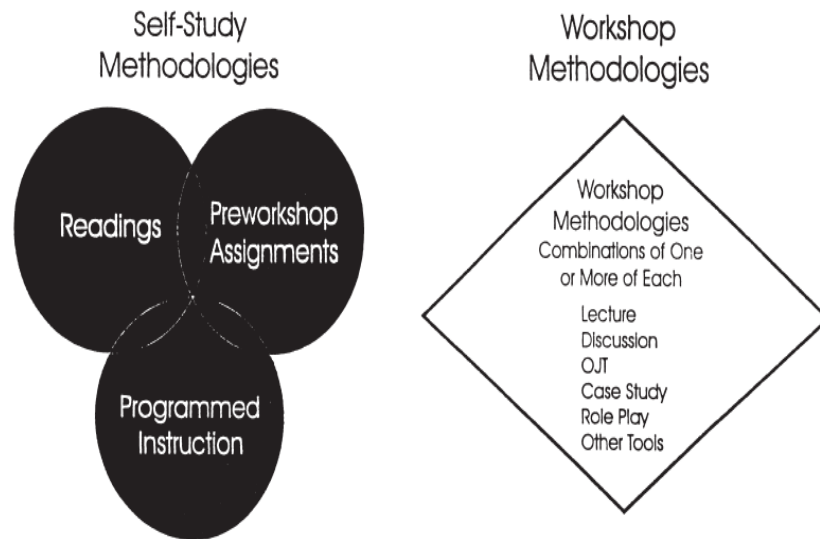 Self-Study
Methodologies
Readings
Preworkshop
Assignments
Programmed
Instruction
Workshop
Methodologies
Workshop
Methodologies
Combinations of One
or More of Each
Lecture
Discussion
OJT
Case Study
Role Play
Other Tools